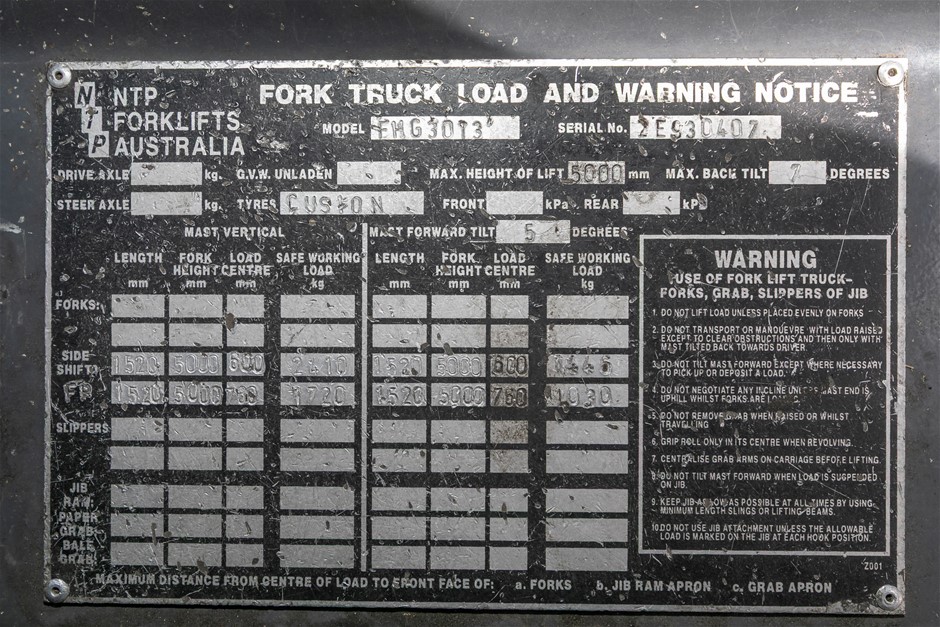 NTP NTP
FORKLIFTS
AUSTRALIA
FORK TRUCK LOAD AND WARNING NOTICE
MODEL SERIAL No. 2E930407
DRIVE AXLE kg. G.V.W. UNLADEN MAX. HEIGHT OF LIFT 5000 mm MAX. BACK TILT 7 DEGREES
STEER AXLE kg. TYRES CUSION FRONT kPa. REAR kPa
MAST VERTICAL MAST FORWARD TILT 5 DEGREES
LENGTH FORK LOAD SAFE WORKING LENGTH FORK LOAD SAFE WORKING
HEIGHT CENTRE LOAD HEIGHT CENTRE LOAD
mm mm mm kg mm mm mm kg
FORKS:
SIDE-
SHIFT: 1520 5000 600 2410 1520 5000 600
FP 1520 5000 1720 1520 5000 760 1030
SLIPPERS
JIB
RAM:
PAPER
GRAB:
BALE
GRAB:
MAXIMUM DISTANCE FROM CENTRE OF LOAD TO FRONT FACE OF: a. FORKS b. JIB RAM APRON c. GRAB APRON
WARNING
USE OF FORK LIFT TRUCK-
FORKS, GRAB, SLIPPERS OF JIB
1. DO NOT LIFT LOAD UNLESS PLACED EVENLY ON FORKS
2. DO NOT TRANSPORT OR MANOUEVRE WITH LOAD RAISED
EXCEPT TO CLEAR OBSTRUCTIONS AND THEN ONLY WITH
MAST TILTED BACK TOWARDS DRIVER.
3. DO NOT TILT MAST FORWARD EXCEPT WHERE NECESSARY
TO PICK UP OR DEPOSIT A LOAD.
4. DO NOT NEGOTIATE ANY INCLINE UNLESS MAST END IS
UPHILL WHILST FORKS ARE
5. DO NOT REMOVE GRAB WHEN RAISED OR WHILST
TRAVELLING
6. GRIP ROLL ONLY IN ITS CENTRE WHEN REVOLVING.
7. CENTRALISE GRAB ARMS ON CARRIAGE BEFORE LIFTING.
8. DO NOT TILT MAST FORWARD WHEN LOAD IS SUSPENDED
ON JIB.
9. KEEP JIB AS LOW AS POSSIBLE AT ALL TIMES BY USING
MINIMUM LENGTH SLINGS OR LIFTING BEAMS.
10. DO NOT USE JIB ATTACHMENT UNLESS THE ALLOWABLE
LOAD IS MARKED ON THE JIB AT EACH HOOK POSITION.
Z001